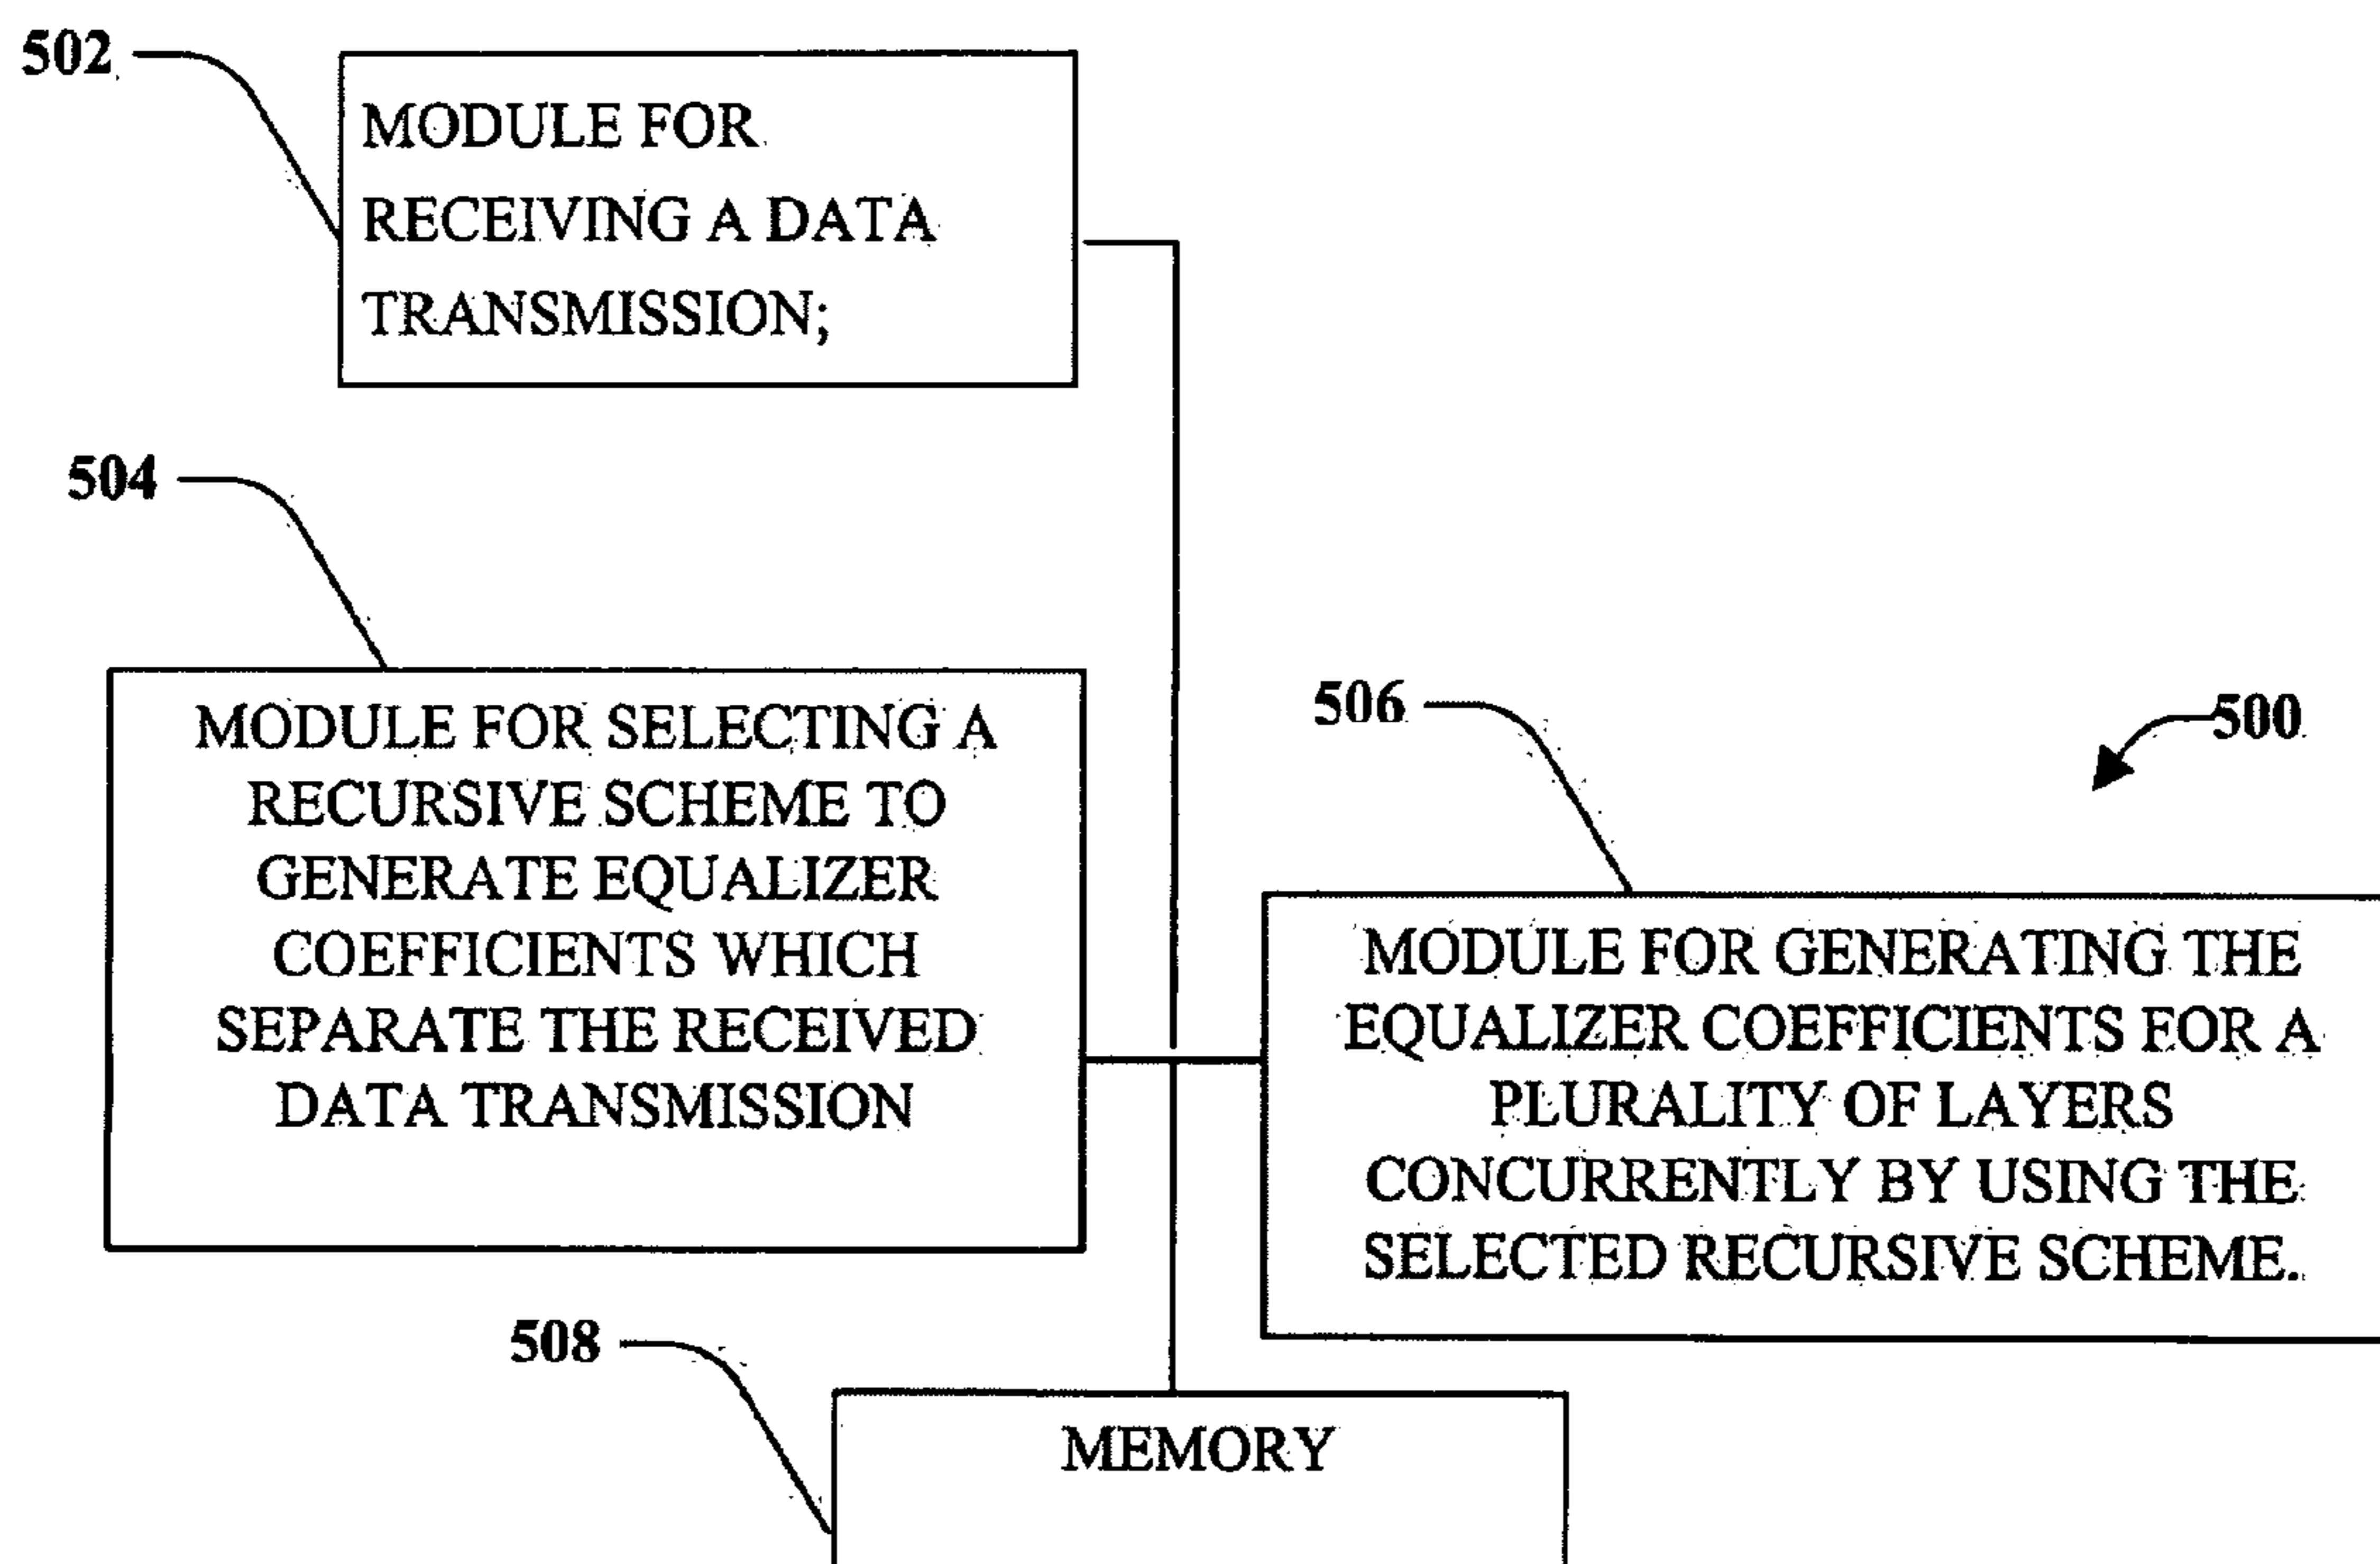 502
MODULE FOR
RECEIVING A DATA
TRANSMISSION;
504
MODULE FOR SELECTING A
RECURSIVE SCHEME TO
GENERATE EQUALIZER
COEFFICIENTS WHICH
SEPARATE THE RECEIVED
DATA TRANSMISSION
506
500
MODULE FOR GENERATING THE
EQUALIZER COEFFICIENTS FOR A
PLURALITY OF LAYERS
CONCURRENTLY BY USING THE
SELECTED RECURSIVE SCHEME.
508
MEMORY